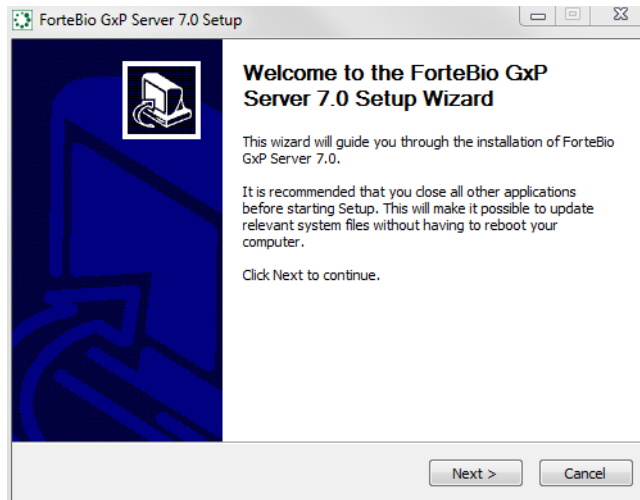 ForteBio GxP Server 7.0 Setup
Welcome to the ForteBio GxP
Server 7.0 Setup Wizard
This wizard will guide you through the installation of ForteBio
GxP Server 7.0.
It is recommended that you close all other applications
before starting Setup. This will make it possible to update
relevant system files without having to reboot your
computer.
Click Next to continue.
Next >
Cancel